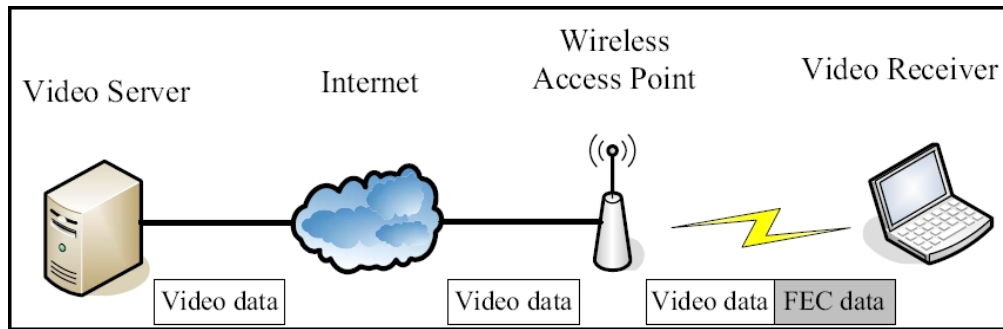 Video Server
Internet
Wireless
Access Point
Video Receiver
Video data
Video data
Video data
FEC data